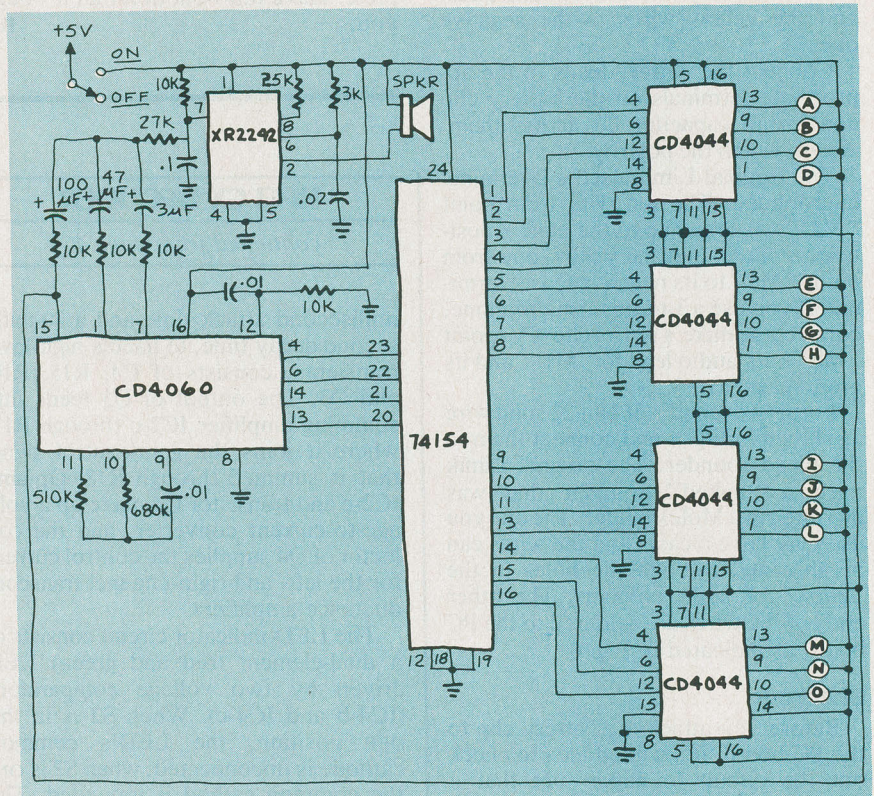 +5V
ON
OFF
10K
7
1
25K
3K
SPKR
8
XR2242
6
2
27K
.1
4
5
.02
+ 100 µF
47 µF +
3µF
10K
10K
10K
.01
10K
15
1
7
16
12
CD4060
4
6
14
13
11
10
9
8
510K
680K
.01
24
74154
23
22
21
20
1
2
3
4
5
6
7
8
9
10
11
13
14
15
16
12
18
19
5
16
4
6
12
14
8
CD4044
13
9
10
1
A
B
C
D
3
7
11
15
3
7
11
15
4
6
12
14
8
CD4044
13
9
10
1
E
F
G
H
5
16
5
16
4
6
12
14
8
CD4044
13
9
10
1
I
J
K
L
3
7
11
15
3
7
11
4
6
12
15
8
CD4044
13
9
10
14
M
N
O
5
16